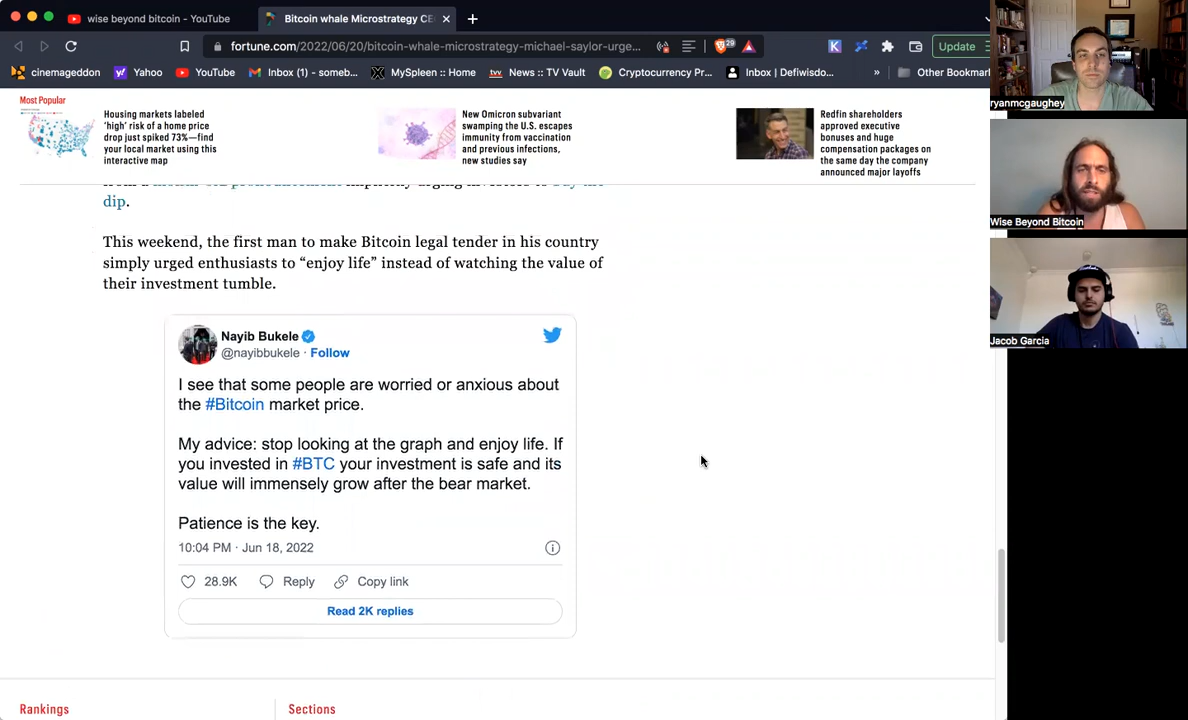 wise beyond bitcoin - YouTube
Bitcoin whale Microstrategy CE
fortune.com/2022/06/20/bitcoin-whale-microstrategy-michael-saylor-urge...
29
K
Update
cinemageddon
Yahoo
YouTube
Inbox (1) - someb...
MySpleen :: Home
News :: TV Vault
Cryptocurrency Pr...
Inbox | Defiwisdo...
»
Other Bookmar
Most Popular
Housing markets labeled
‘high’ risk of a home price
drop just spiked 73%—find
your local market using this
interactive map
New Omicron subvariant
swamping the U.S. escapes
immunity from vaccination
and previous infections,
new studies say
Redfin shareholders
approved executive
bonuses and huge
compensation packages on
the same day the company
announced major layoffs
dip.
This weekend, the first man to make Bitcoin legal tender in his country
simply urged enthusiasts to “enjoy life” instead of watching the value of
their investment tumble.
Nayib Bukele
@nayibbukele · Follow
I see that some people are worried or anxious about
the #Bitcoin market price.
My advice: stop looking at the graph and enjoy life. If
you invested in #BTC your investment is safe and its
value will immensely grow after the bear market.
Patience is the key.
10:04 PM · Jun 18, 2022
28.9K Reply Copy link
Read 2K replies
Rankings
Sections
ryanmcgaughey
Wise Beyond Bitcoin
Jacob Garcia